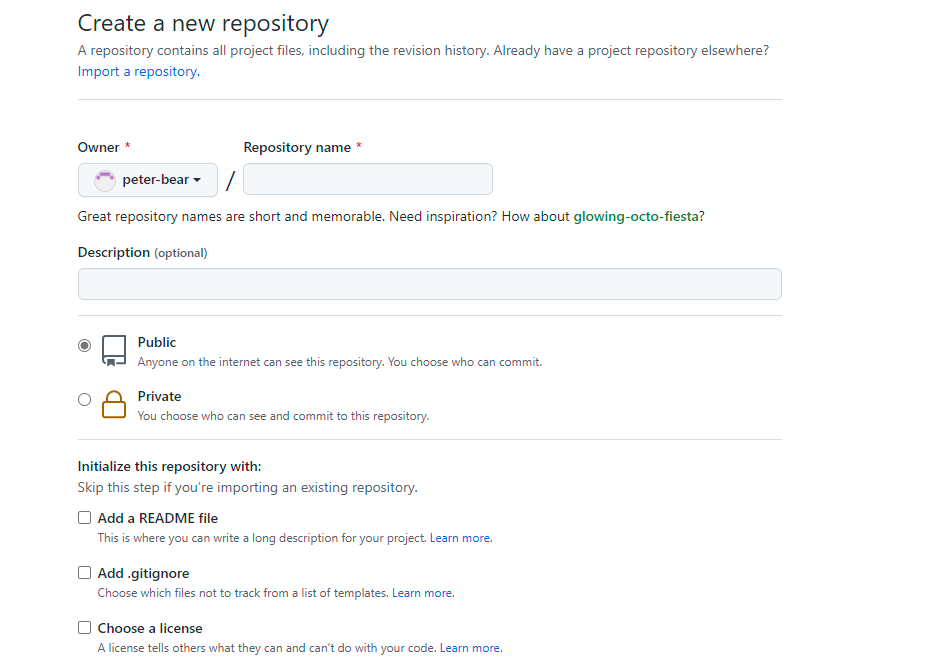 Create a new repository
A repository contains all project files, including the revision history. Already have a project repository elsewhere?
Import a repository.
Owner * Repository name *
peter-bear /
Great repository names are short and memorable. Need inspiration? How about glowing-octo-fiesta?
Description (optional)
Public
Anyone on the internet can see this repository. You choose who can commit.
Private
You choose who can see and commit to this repository.
Initialize this repository with:
Skip this step if you're importing an existing repository.
Add a README file
This is where you can write a long description for your project. Learn more.
Add .gitignore
Choose which files not to track from a list of templates. Learn more.
Choose a license
A license tells others what they can and can't do with your code. Learn more.